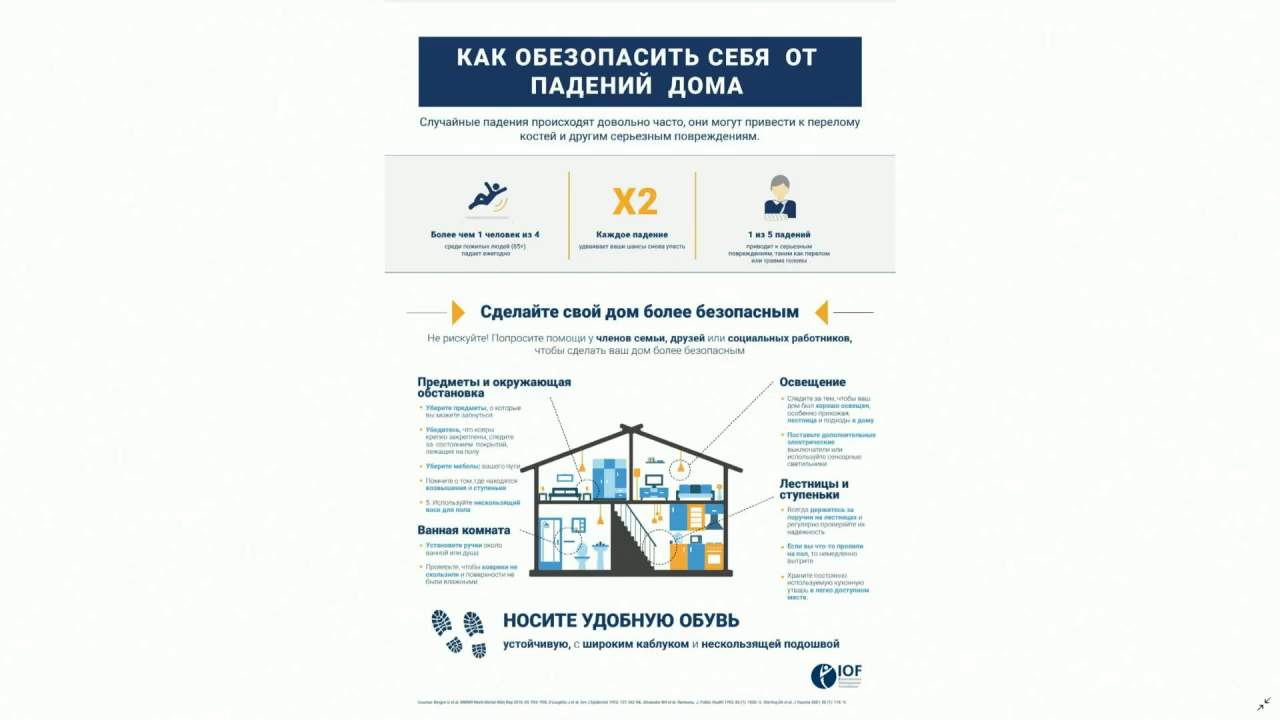 КАК ОБЕЗОПАСИТЬ СЕБЯ ОТ
ПАДЕНИЙ ДОМА
Случайные падения происходят довольно часто, они могут привести к перелому
костей и другим серьезным повреждениям.
Более чем 1 человек из 4
среди пожилых людей (65+)
падает ежегодно
X2
Каждое падение
удваивает ваши шансы снова упасть
1 из 5 падений
приводит к серьезным
повреждениям, таким как перелом
или травма головы
Сделайте свой дом более безопасным
Не рискуйте! Попросите помощи у членов семьи, друзей или социальных работников,
чтобы сделать ваш дом более безопасным
Предметы и окружающая
обстановка
Уберите предметы, о которые
вы можете запнуться
Убедитесь, что ковры
крепко закреплены, следите
за состоянием покрытий,
лежащих на полу
Уберите мебель с вашего пути
Помните о том, где находятся
возвышения и ступеньки
5. Используйте нескользящий
воск для пола
Ванная комната
Установите ручки около
ванной или душа
Проверьте, чтобы коврики не
скользили и поверхности не
были влажными
Освещение
Следите за тем, чтобы ваш
дом был хорошо освещен,
особенно прихожая,
лестница и подходы к дому
Поставьте дополнительные
электрические
выключатели или
используйте сенсорные
светильники
Лестницы и
ступеньки
Всегда держитесь за
поручни на лестницах и
регулярно проверяйте их
надежность
Если вы что-то пролили
на пол, то немедленно
вытрите
Храните постоянно
используемую кухонную
утварь в легко доступном
месте.
НОСИТЕ УДОБНУЮ ОБУВЬ
устойчивую, с широким каблуком и нескользящей подошвой
IOF